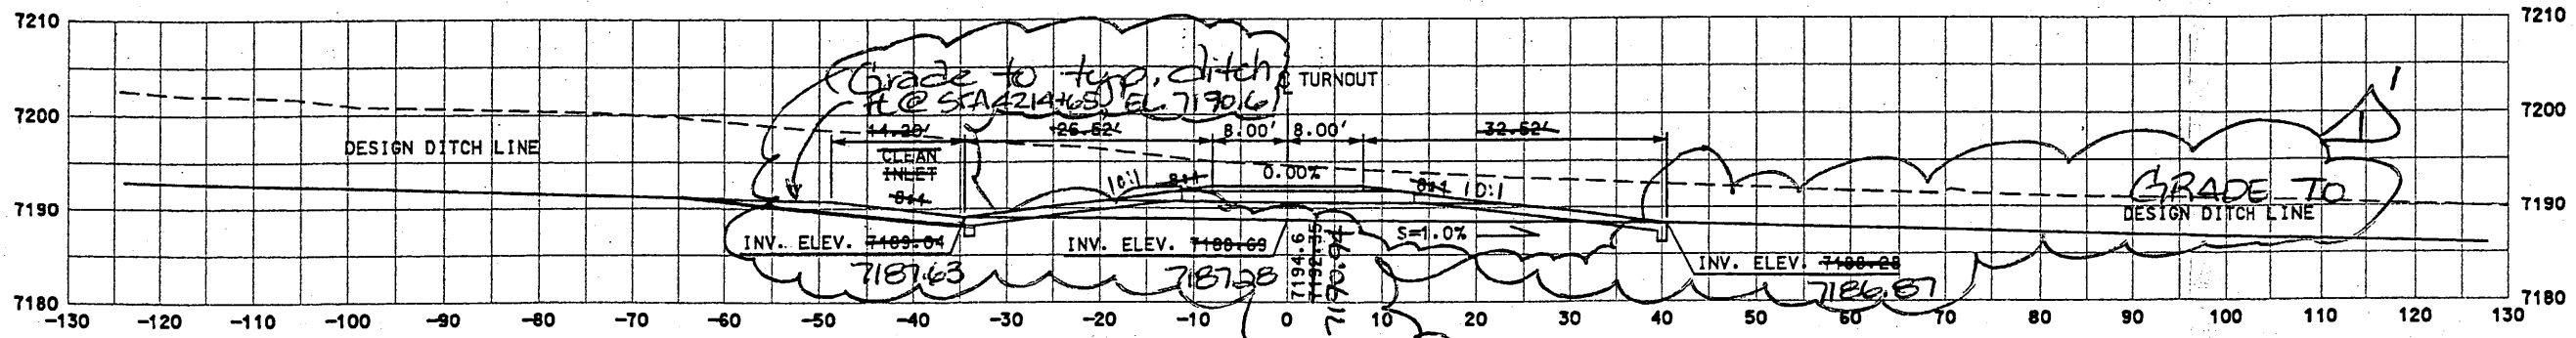 7210
7210
Grade to typ. ditch
℄ TURNOUT
@ STA 4214+65 EL. 7190.6
1
7200
7200
14.20' 26.52' 8.00' 8.00' 32.52'
DESIGN DITCH LINE
CLEAN
INLET
8:1
10:1 8:1 0.00% 8:1 10:1
GRADE TO
DESIGN DITCH LINE
7190
7190
INV. ELEV. 7189.04
7187.63
INV. ELEV. 7188.69
7187.28
7194.6
7192.35
7190.94
S=1.0%
INV. ELEV. 7188.28
7186.87
7180
7180
-130 -120 -110 -100 -90 -80 -70 -60 -50 -40 -30 -20 -10 0 10 20 30 40 50 60 70 80 90 100 110 120 130